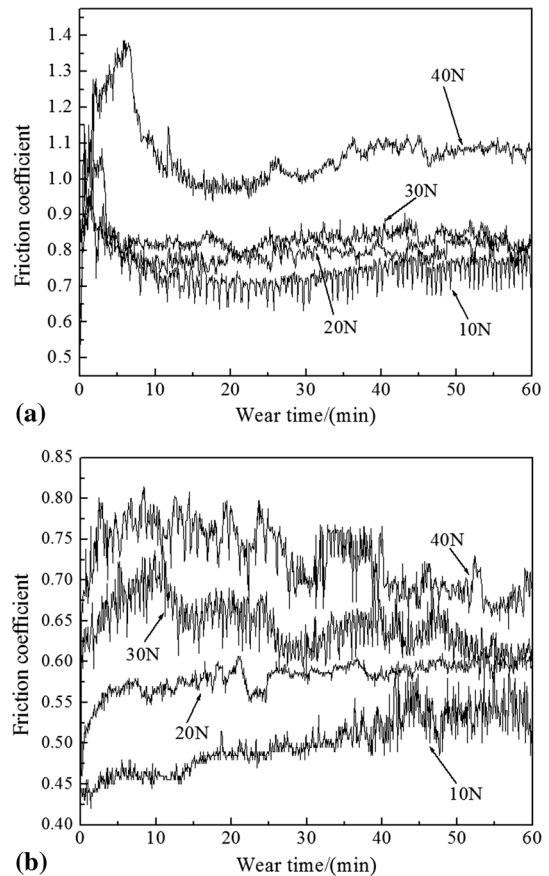 1.4
1.3
1.2
1.1
1.0
0.9
0.8
0.7
0.6
0.5
Friction coefficient
40N
30N
20N
10N
0 10 20 30 40 50 60
Wear time/(min)
(a)
0.85
0.80
0.75
0.70
0.65
0.60
0.55
0.50
0.45
0.40
Friction coefficient
40N
30N
20N
10N
0 10 20 30 40 50 60
Wear time/(min)
(b)